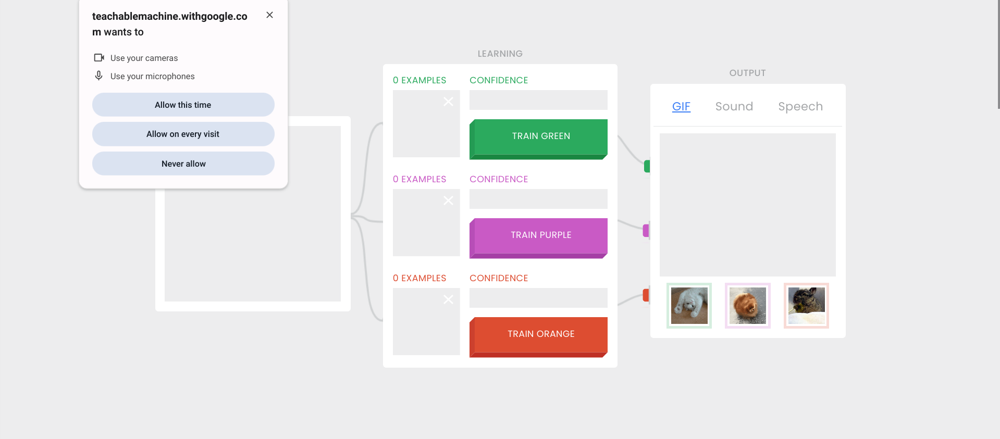 teachablemachine.withgoogle.co
m wants to
Use your cameras
Use your microphones
Allow this time
Allow on every visit
Never allow
LEARNING
0 EXAMPLES
CONFIDENCE
TRAIN GREEN
0 EXAMPLES
CONFIDENCE
TRAIN PURPLE
0 EXAMPLES
CONFIDENCE
TRAIN ORANGE
OUTPUT
GIF Sound Speech